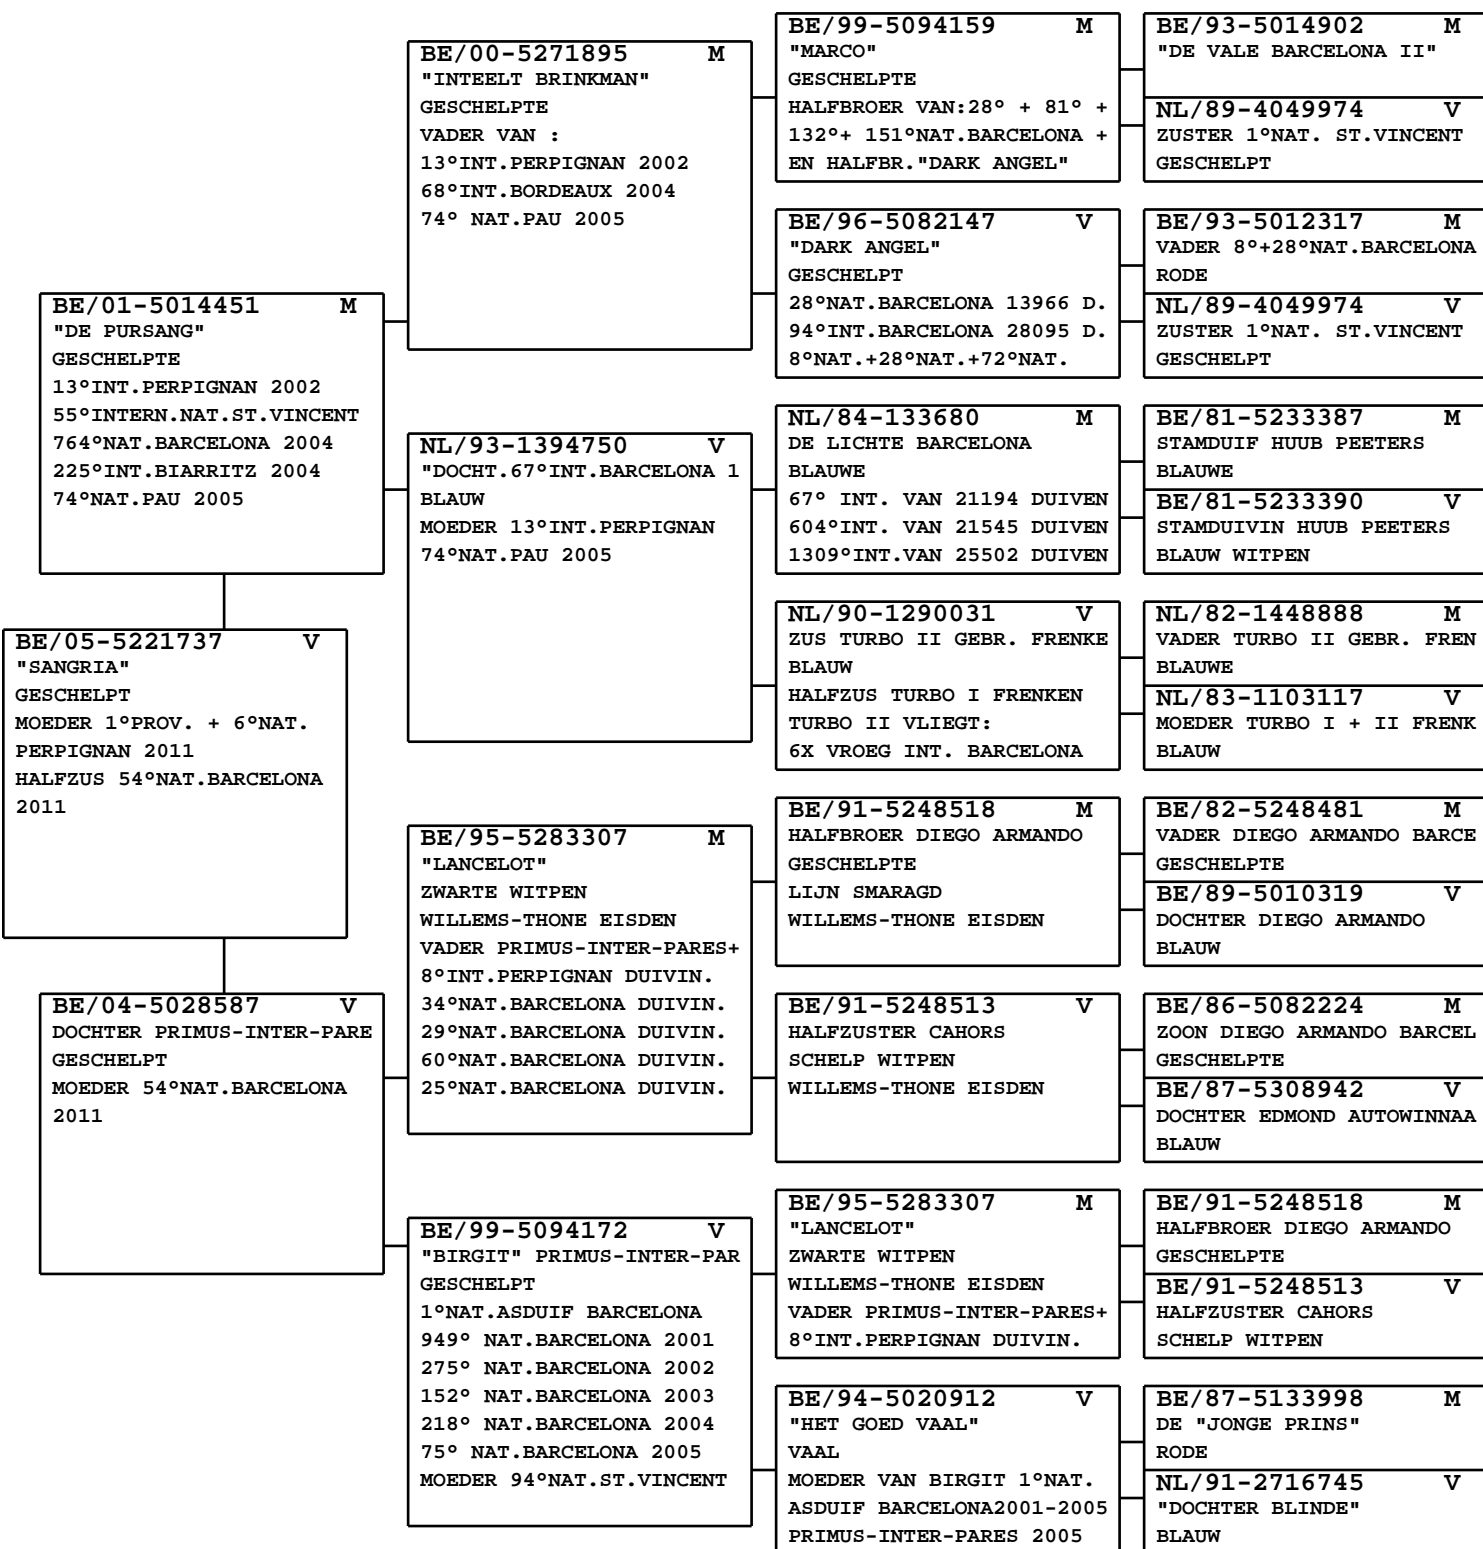 BE/05-5221737 V
"SANGRIA"
GESCHELPT
MOEDER 1°PROV. + 6°NAT.
PERPIGNAN 2011
HALFZUS 54°NAT.BARCELONA
2011
BE/01-5014451 M
"DE PURSANG"
GESCHELPTE
13°INT.PERPIGNAN 2002
55°INTERN.NAT.ST.VINCENT
764°NAT.BARCELONA 2004
225°INT.BIARRITZ 2004
74°NAT.PAU 2005
BE/04-5028587 V
DOCHTER PRIMUS-INTER-PARE
GESCHELPT
MOEDER 54°NAT.BARCELONA
2011
BE/00-5271895 M
"INTEELT BRINKMAN"
GESCHELPTE
VADER VAN :
13°INT.PERPIGNAN 2002
68°INT.BORDEAUX 2004
74° NAT.PAU 2005
NL/93-1394750 V
"DOCHT.67°INT.BARCELONA 1
BLAUW
MOEDER 13°INT.PERPIGNAN
74°NAT.PAU 2005
BE/95-5283307 M
"LANCELOT"
ZWARTE WITPEN
WILLEMS-THONE EISDEN
VADER PRIMUS-INTER-PARES+
8°INT.PERPIGNAN DUIVIN.
34°NAT.BARCELONA DUIVIN.
29°NAT.BARCELONA DUIVIN.
60°NAT.BARCELONA DUIVIN.
25°NAT.BARCELONA DUIVIN.
BE/99-5094172 V
"BIRGIT" PRIMUS-INTER-PAR
GESCHELPT
1°NAT.ASDUIF BARCELONA
949° NAT.BARCELONA 2001
275° NAT.BARCELONA 2002
152° NAT.BARCELONA 2003
218° NAT.BARCELONA 2004
75° NAT.BARCELONA 2005
MOEDER 94°NAT.ST.VINCENT
BE/99-5094159 M
"MARCO"
GESCHELPTE
HALFBROER VAN:28° + 81° +
132°+ 151°NAT.BARCELONA +
EN HALFBR."DARK ANGEL"
BE/96-5082147 V
"DARK ANGEL"
GESCHELPT
28°NAT.BARCELONA 13966 D.
94°INT.BARCELONA 28095 D.
8°NAT.+28°NAT.+72°NAT.
NL/84-133680 M
DE LICHTE BARCELONA
BLAUWE
67° INT. VAN 21194 DUIVEN
604°INT. VAN 21545 DUIVEN
1309°INT.VAN 25502 DUIVEN
NL/90-1290031 V
ZUS TURBO II GEBR. FRENKE
BLAUW
HALFZUS TURBO I FRENKEN
TURBO II VLIEGT:
6X VROEG INT. BARCELONA
BE/91-5248518 M
HALFBROER DIEGO ARMANDO
GESCHELPTE
LIJN SMARAGD
WILLEMS-THONE EISDEN
BE/91-5248513 V
HALFZUSTER CAHORS
SCHELP WITPEN
WILLEMS-THONE EISDEN
BE/95-5283307 M
"LANCELOT"
ZWARTE WITPEN
WILLEMS-THONE EISDEN
VADER PRIMUS-INTER-PARES+
8°INT.PERPIGNAN DUIVIN.
BE/94-5020912 V
"HET GOED VAAL"
VAAL
MOEDER VAN BIRGIT 1°NAT.
ASDUIF BARCELONA2001-2005
PRIMUS-INTER-PARES 2005
BE/93-5014902 M
"DE VALE BARCELONA II"
NL/89-4049974 V
ZUSTER 1°NAT. ST.VINCENT
GESCHELPT
BE/93-5012317 M
VADER 8°+28°NAT.BARCELONA
RODE
NL/89-4049974 V
ZUSTER 1°NAT. ST.VINCENT
GESCHELPT
BE/81-5233387 M
STAMDUIF HUUB PEETERS
BLAUWE
BE/81-5233390 V
STAMDUIVIN HUUB PEETERS
BLAUW WITPEN
NL/82-1448888 M
VADER TURBO II GEBR. FREN
BLAUWE
NL/83-1103117 V
MOEDER TURBO I + II FRENK
BLAUW
BE/82-5248481 M
VADER DIEGO ARMANDO BARCE
GESCHELPTE
BE/89-5010319 V
DOCHTER DIEGO ARMANDO
BLAUW
BE/86-5082224 M
ZOON DIEGO ARMANDO BARCEL
GESCHELPTE
BE/87-5308942 V
DOCHTER EDMOND AUTOWINNAA
BLAUW
BE/91-5248518 M
HALFBROER DIEGO ARMANDO
GESCHELPTE
BE/91-5248513 V
HALFZUSTER CAHORS
SCHELP WITPEN
BE/87-5133998 M
DE "JONGE PRINS"
RODE
NL/91-2716745 V
"DOCHTER BLINDE"
BLAUW